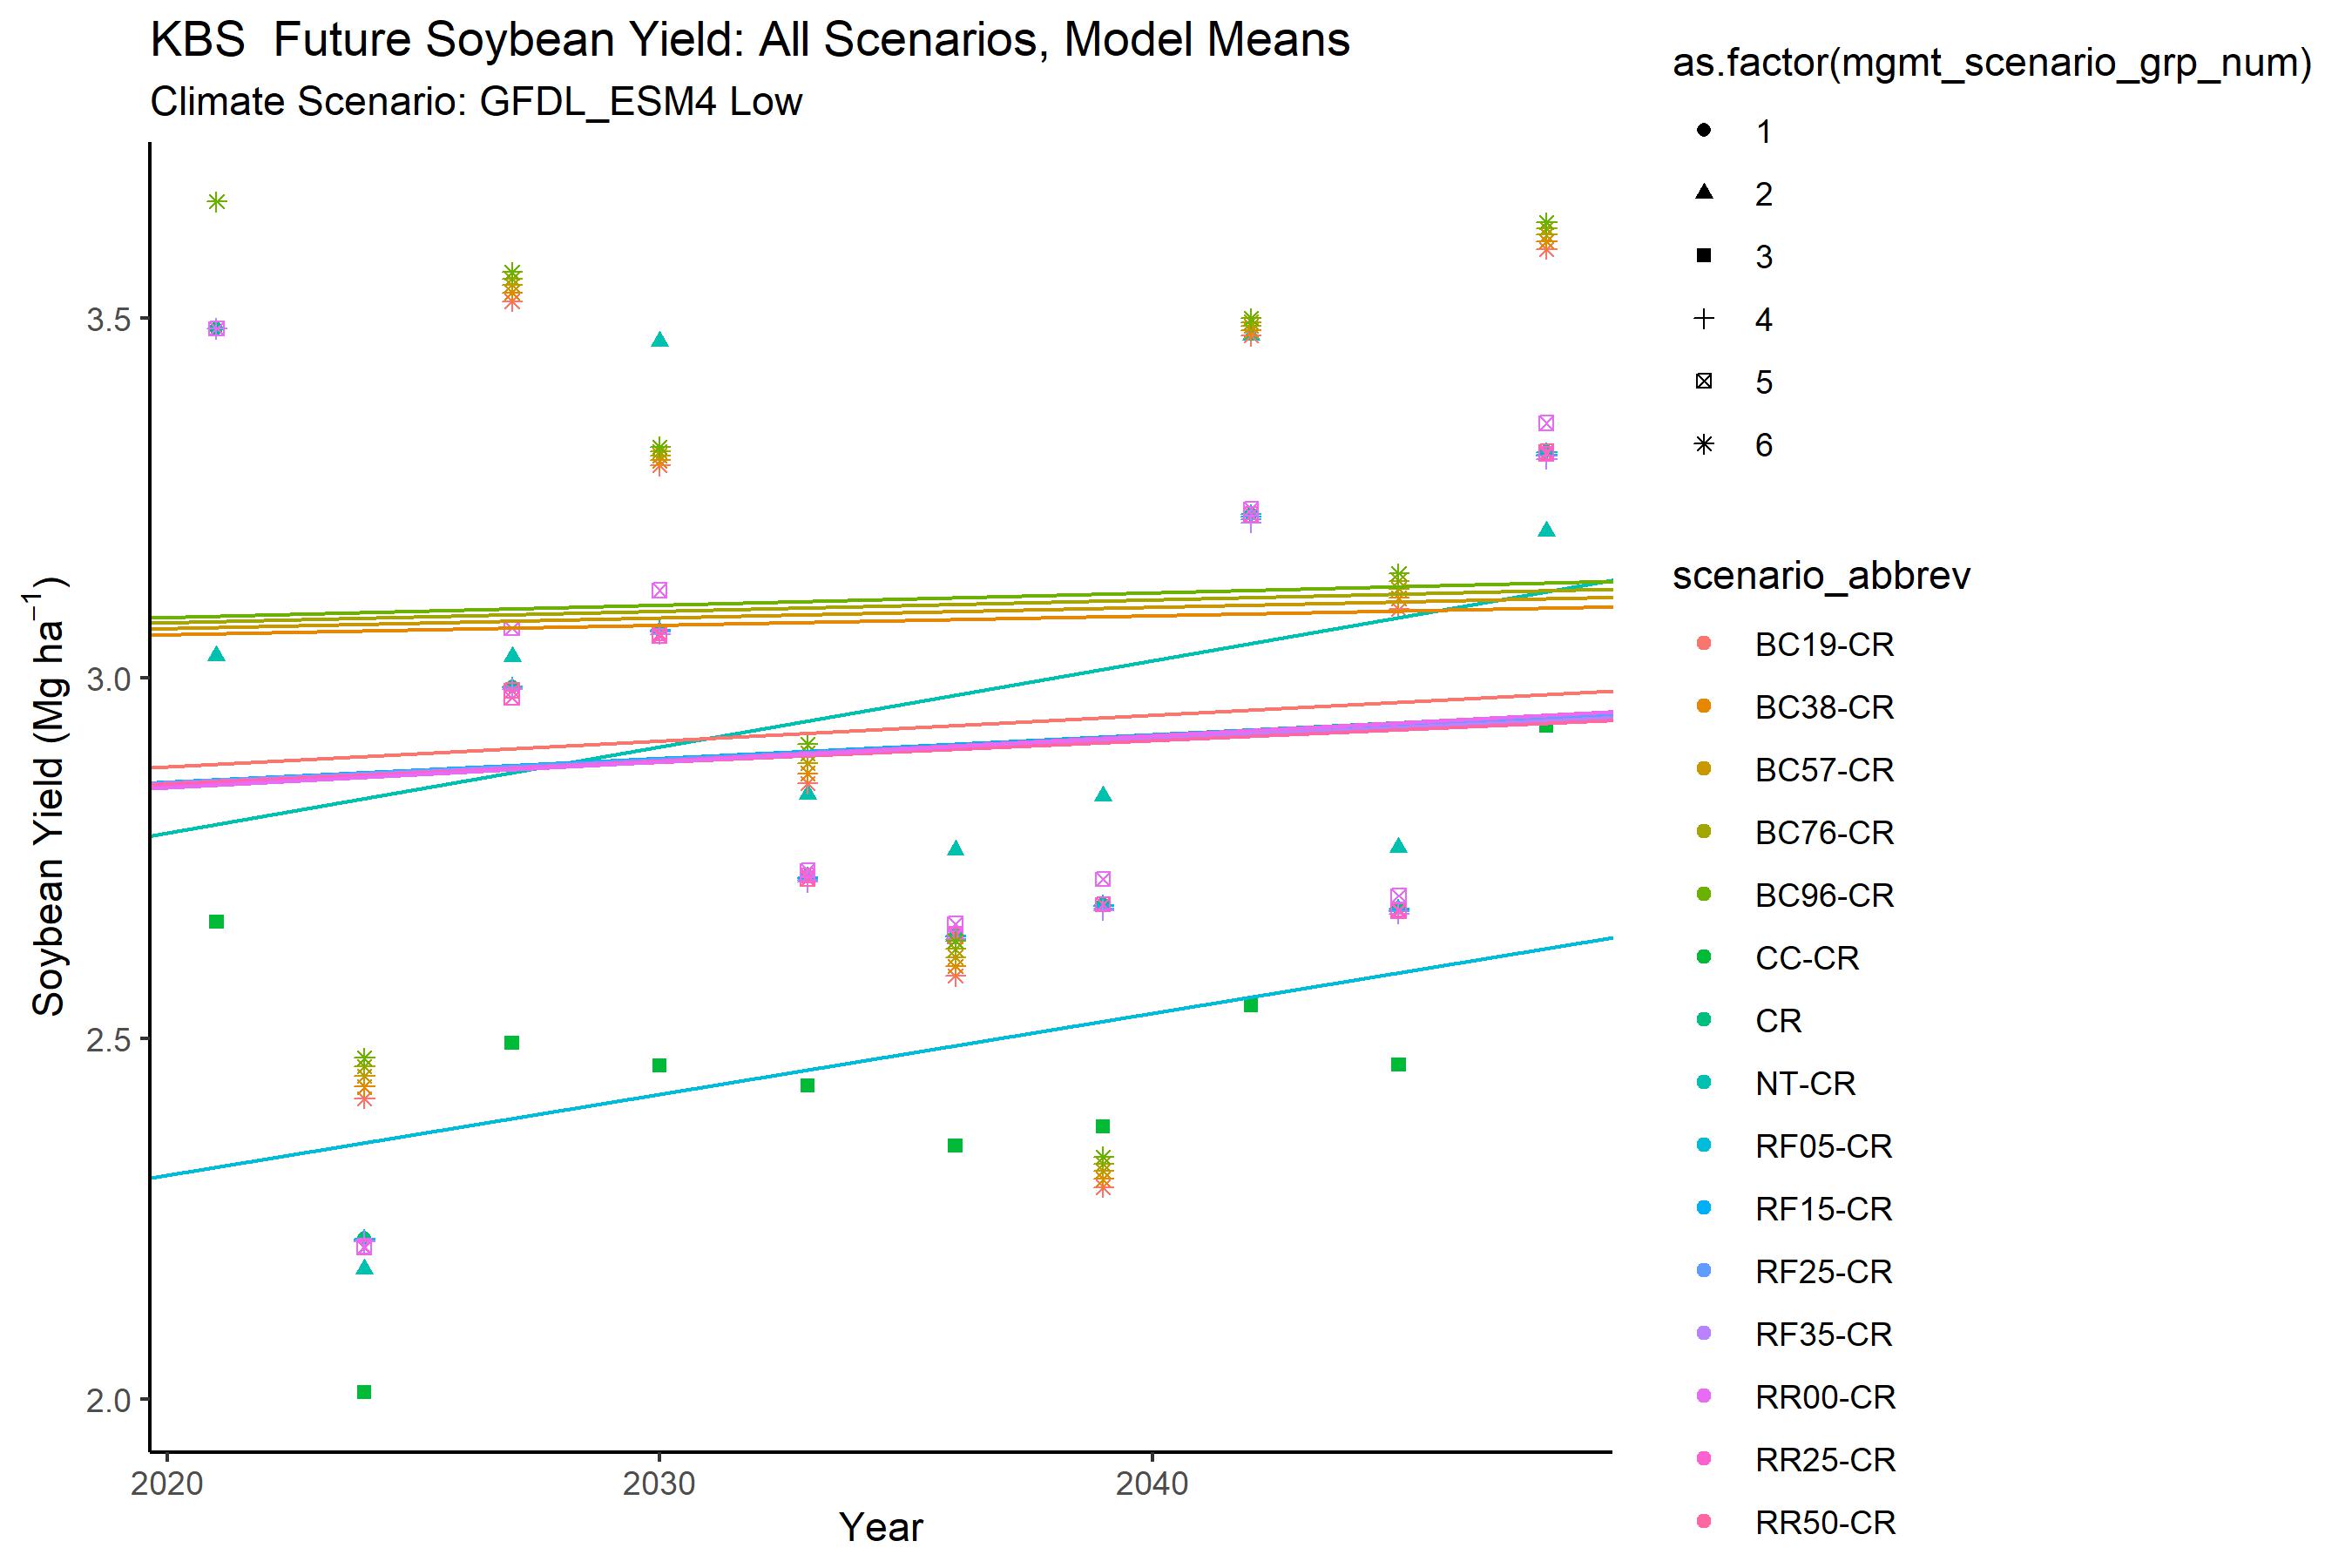 KBS  Future Soybean Yield: All Scenarios, Model Means
Climate Scenario: GFDL_ESM4 Low
Soybean Yield (Mg ha⁻¹)
3.5
3.0
2.5
2.0
2020
2030
2040
Year
as.factor(mgmt_scenario_grp_num)
1
2
3
4
5
6
scenario_abbrev
BC19-CR
BC38-CR
BC57-CR
BC76-CR
BC96-CR
CC-CR
CR
NT-CR
RF05-CR
RF15-CR
RF25-CR
RF35-CR
RR00-CR
RR25-CR
RR50-CR